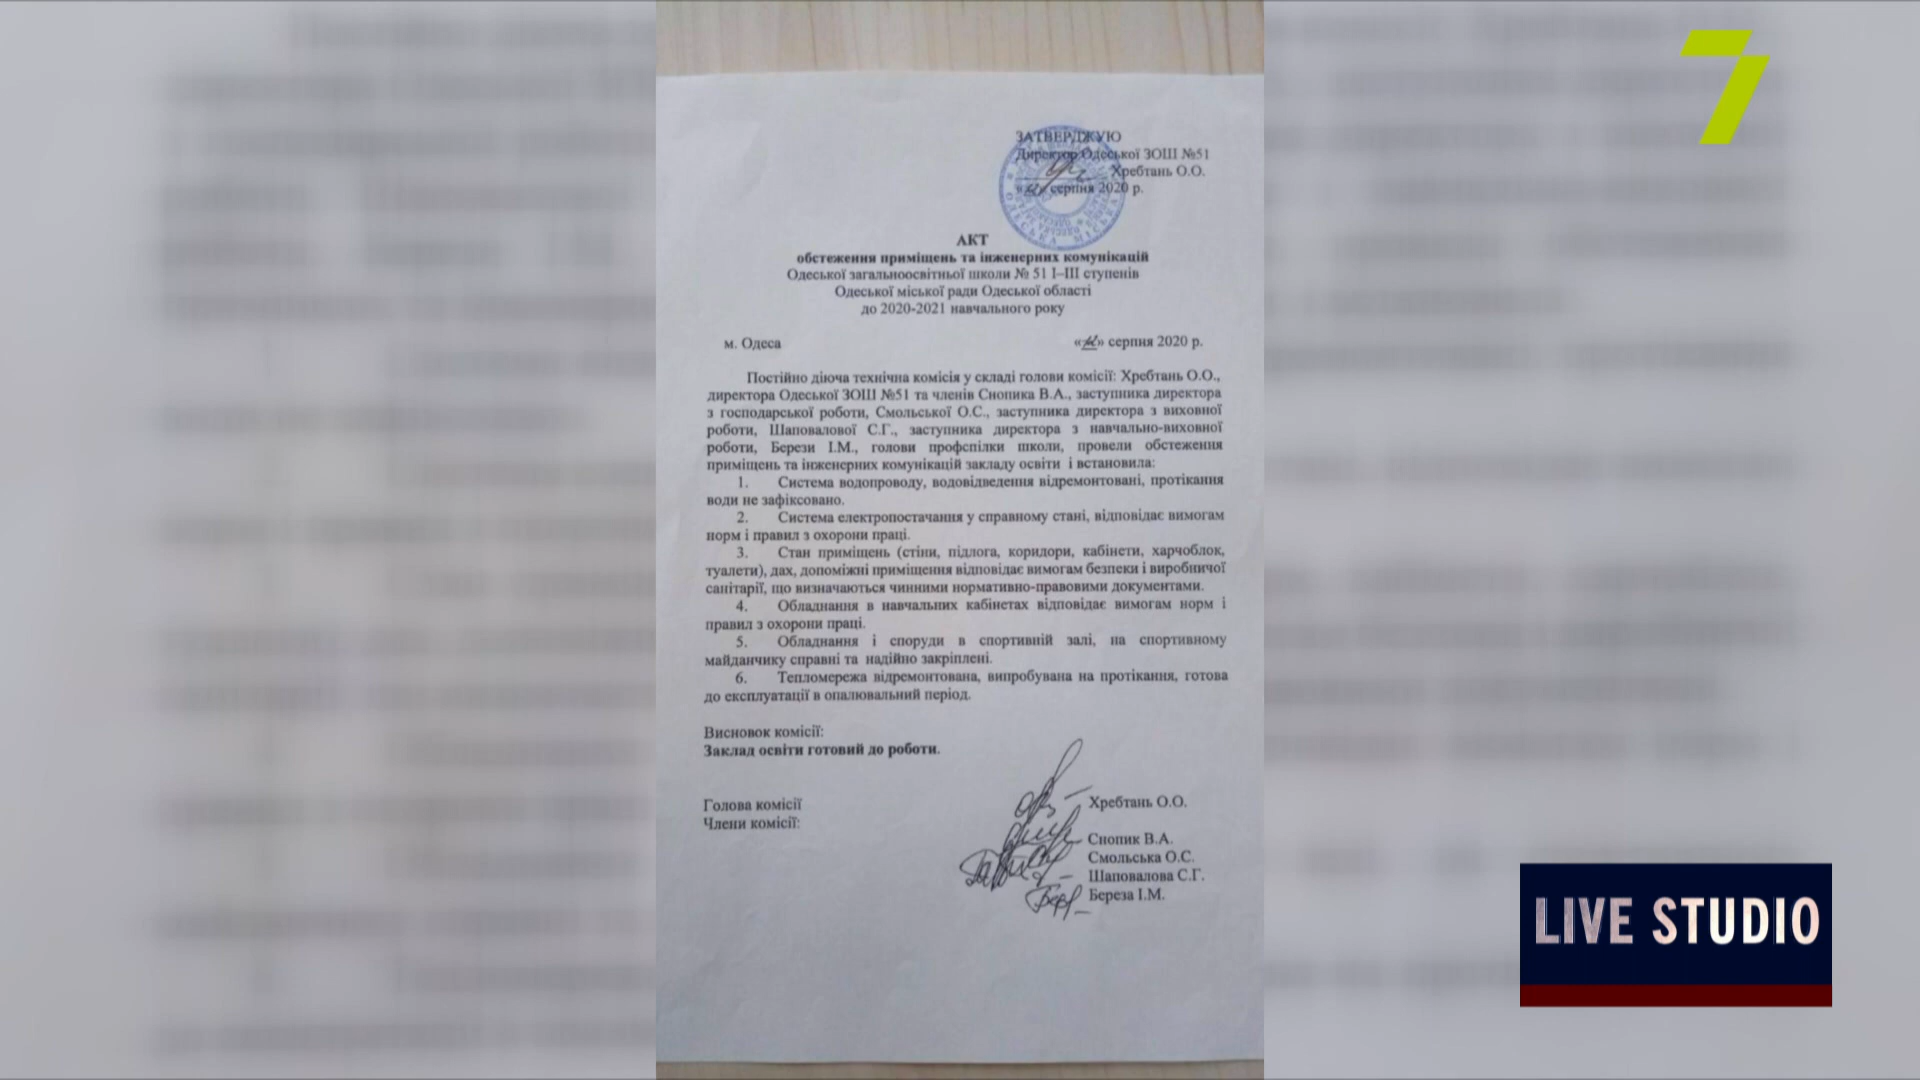 7
ЗАТВЕРДЖУЮ
Директор Одеської ЗОШ №51
Хребтань О.О.
серпня 2020 р.
АКТ
обстеження приміщень та інженерних комунікацій
Одеської загальноосвітньої школи № 51 І–ІІІ ступенів
Одеської міської ради Одеської області
до 2020-2021 навчального року
м. Одеса
серпня 2020 р.
Постійно діюча технічна комісія у складі голови комісії: Хребтань О.О.,
директора Одеської ЗОШ №51 та членів Снопика В.А., заступника директора
з господарської роботи, Смольської О.С., заступника директора з виховної
роботи, Шаповалової С.Г., заступника директора з навчально-виховної
роботи, Берези І.М., голови профспілки школи, провели обстеження
приміщень та інженерних комунікацій закладу освіти і встановила:
1. Система водопроводу, водовідведення відремонтовані, протікання
води не зафіксовано.
2. Система електропостачання у справному стані, відповідає вимогам
норм і правил з охорони праці.
3. Стан приміщень (стіни, підлога, коридори, кабінети, харчоблок,
туалети), дах, допоміжні приміщення відповідає вимогам безпеки і виробничої
санітарії, що визначаються чинними нормативно-правовими документами.
4. Обладнання в навчальних кабінетах відповідає вимогам норм і
правил з охорони праці.
5. Обладнання і споруди в спортивній залі, на спортивному
майданчику справні та надійно закріплені.
6. Тепломережа відремонтована, випробувана на протікання, готова
до експлуатації в опалювальний період.
Висновок комісії:
Заклад освіти готовий до роботи.
Голова комісії
Хребтань О.О.
Члени комісії:
Снопик В.А.
Смольська О.С.
Шаповалова С.Г.
Береза І.М.
LIVE STUDIO